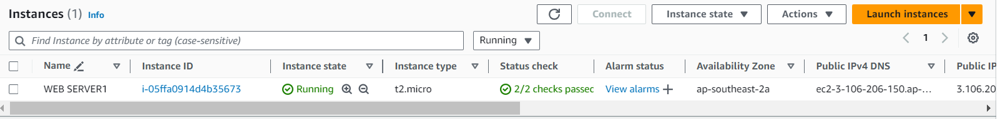 Instances (1) Info Connect Instance state Actions Launch instances
Find Instance by attribute or tag (case-sensitive) Running 1
Name Instance ID Instance state Instance type Status check Alarm status Availability Zone Public IPv4 DNS Public IP
WEB SERVER1 i-05ffa0914d4b35673 Running t2.micro 2/2 checks passed View alarms + ap-southeast-2a ec2-3-106-206-150.ap-... 3.106.20